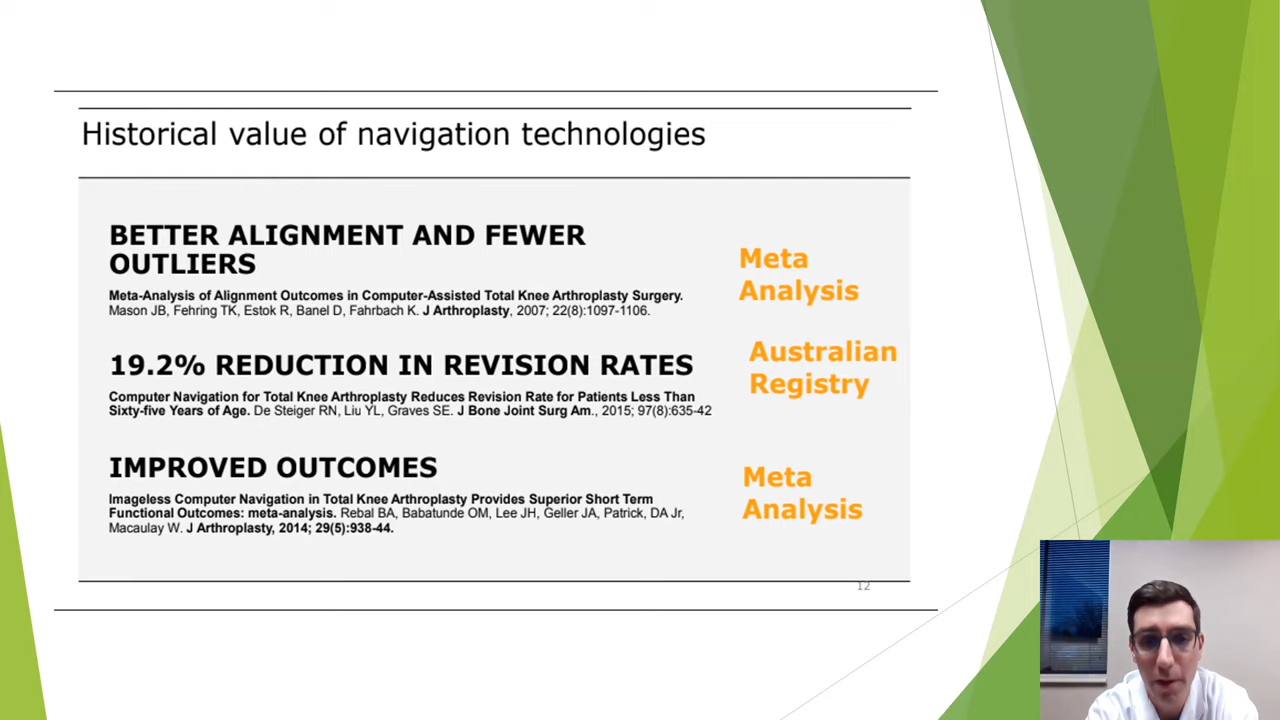 Historical value of navigation technologies
BETTER ALIGNMENT AND FEWER
OUTLIERS
Meta-Analysis of Alignment Outcomes in Computer-Assisted Total Knee Arthroplasty Surgery.
Mason JB, Fehring TK, Estok R, Banel D, Fahrbach K. J Arthroplasty, 2007; 22(8):1097-1106.
Meta
Analysis
19.2% REDUCTION IN REVISION RATES
Computer Navigation for Total Knee Arthroplasty Reduces Revision Rate for Patients Less Than
Sixty-five Years of Age. De Steiger RN, Liu YL, Graves SE. J Bone Joint Surg Am., 2015; 97(8):635-42
Australian
Registry
IMPROVED OUTCOMES
Imageless Computer Navigation in Total Knee Arthroplasty Provides Superior Short Term
Functional Outcomes: meta-analysis. Rebal BA, Babatunde OM, Lee JH, Geller JA, Patrick, DA Jr,
Macaulay W. J Arthroplasty, 2014; 29(5):938-44.
Meta
Analysis
12